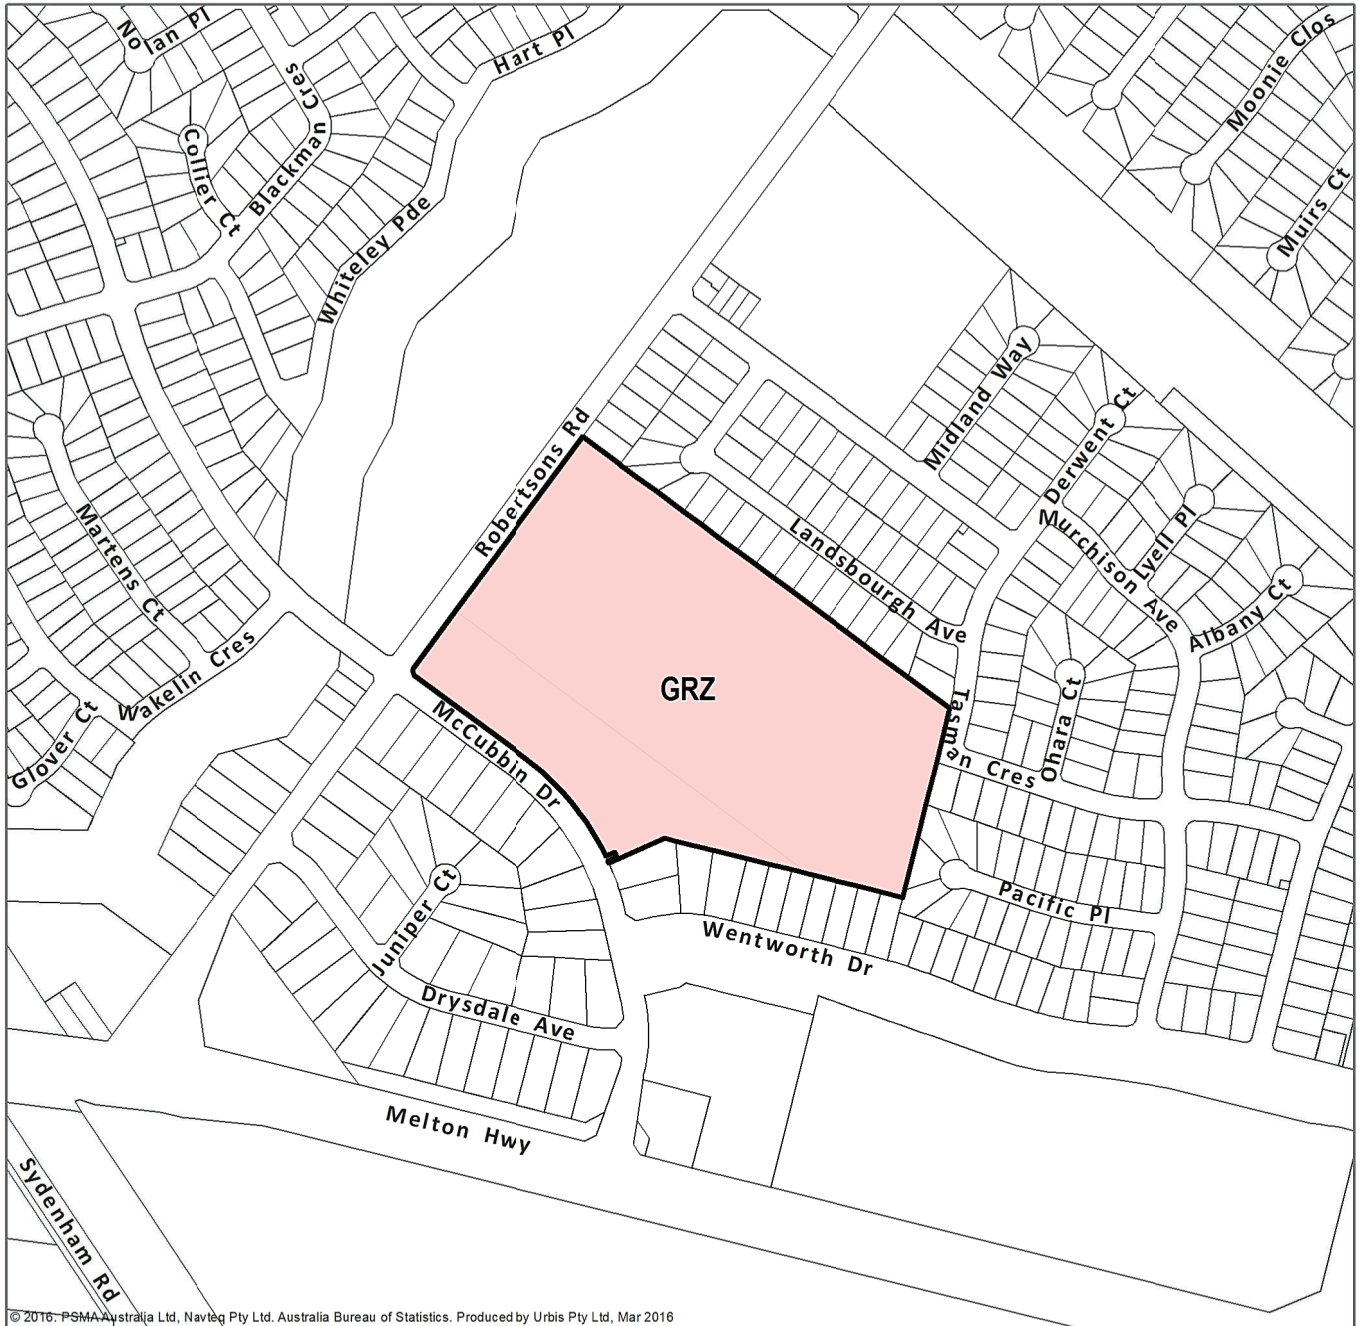 Nolan Pl
Hart Pl
Moonie Clos
Blackman Cres
Collier Ct
Muirs Ct
Whiteley Pde
Midland Way
Derwent Ct
Robertsons Rd
Martens Ct
Landsbourgh Ave
Murchison Ave
Lyell Pl
Albany Ct
Wakelin Cres
Glover Ct
GRZ
Tasman Cres
Ohara Ct
McCubbin Dr
Juniper Ct
Pacific Pl
Wentworth Dr
Drysdale Ave
Melton Hwy
Sydenham Rd
© 2016. PSMA Australia Ltd, Navteq Pty Ltd. Australia Bureau of Statistics. Produced by Urbis Pty Ltd, Mar 2016